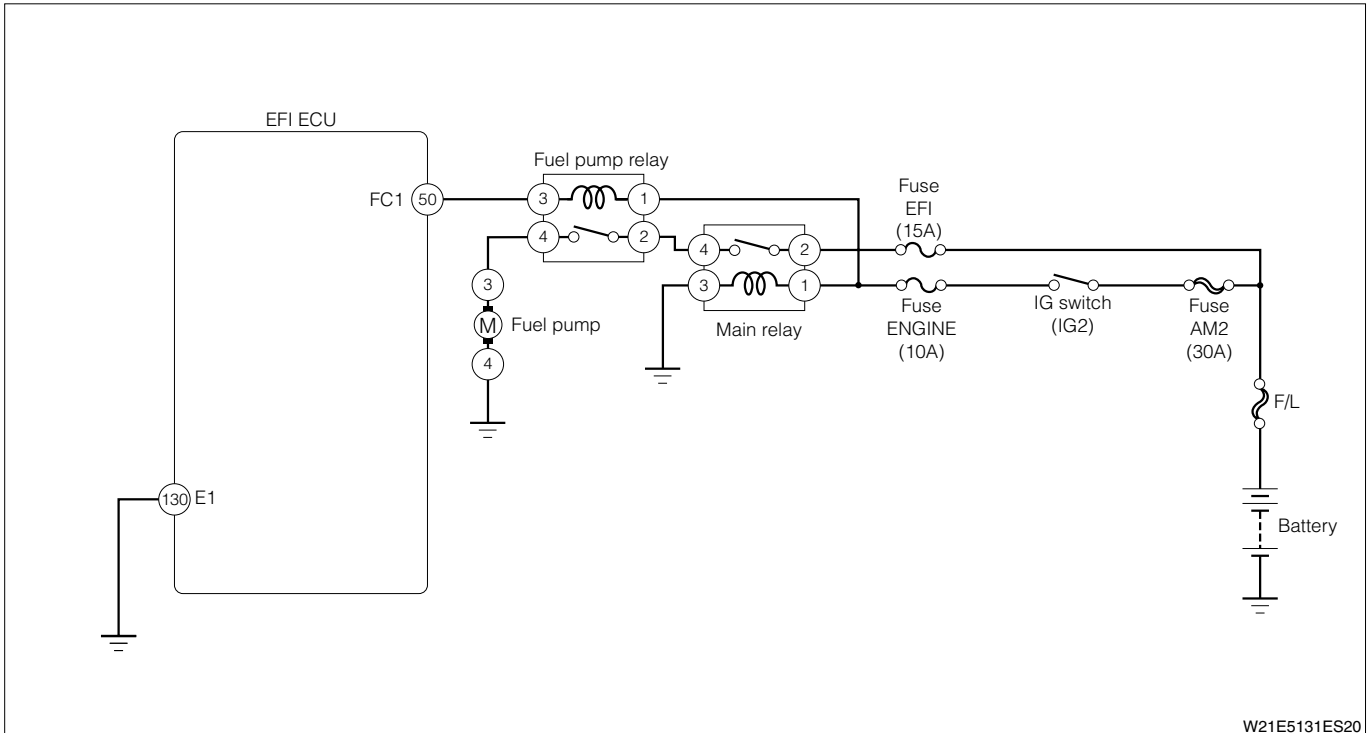 EFI ECU
Fuel pump relay
FC1 50 3 1
4 2
Fuse
EFI
(15A)
4 2
3 1
3
M Fuel pump
4
Main relay
Fuse
ENGINE
(10A)
IG switch
(IG2)
Fuse
AM2
(30A)
F/L
130 E1
Battery
W21E5131ES20